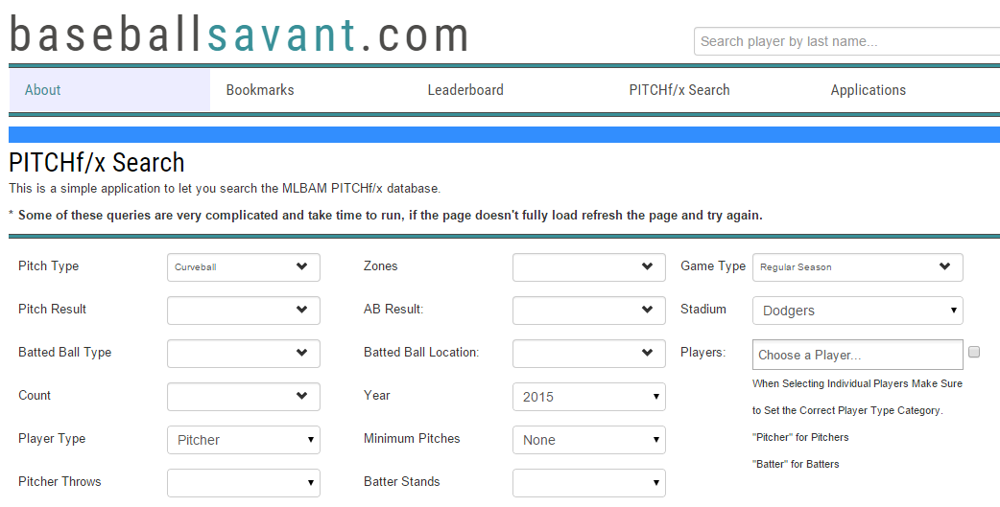 baseballsavant.com
Search player by last name...
About Bookmarks Leaderboard PITCHf/x Search Applications
PITCHf/x Search
This is a simple application to let you search the MLBAM PITCHf/x database.
* Some of these queries are very complicated and take time to run, if the page doesn't fully load refresh the page and try again.
Pitch Type Curveball Zones Game Type Regular Season
Pitch Result AB Result: Stadium Dodgers
Batted Ball Type Batted Ball Location: Players: Choose a Player...
When Selecting Individual Players Make Sure
Count Year 2015
to Set the Correct Player Type Category.
Player Type Pitcher Minimum Pitches None
"Pitcher" for Pitchers
"Batter" for Batters
Pitcher Throws Batter Stands